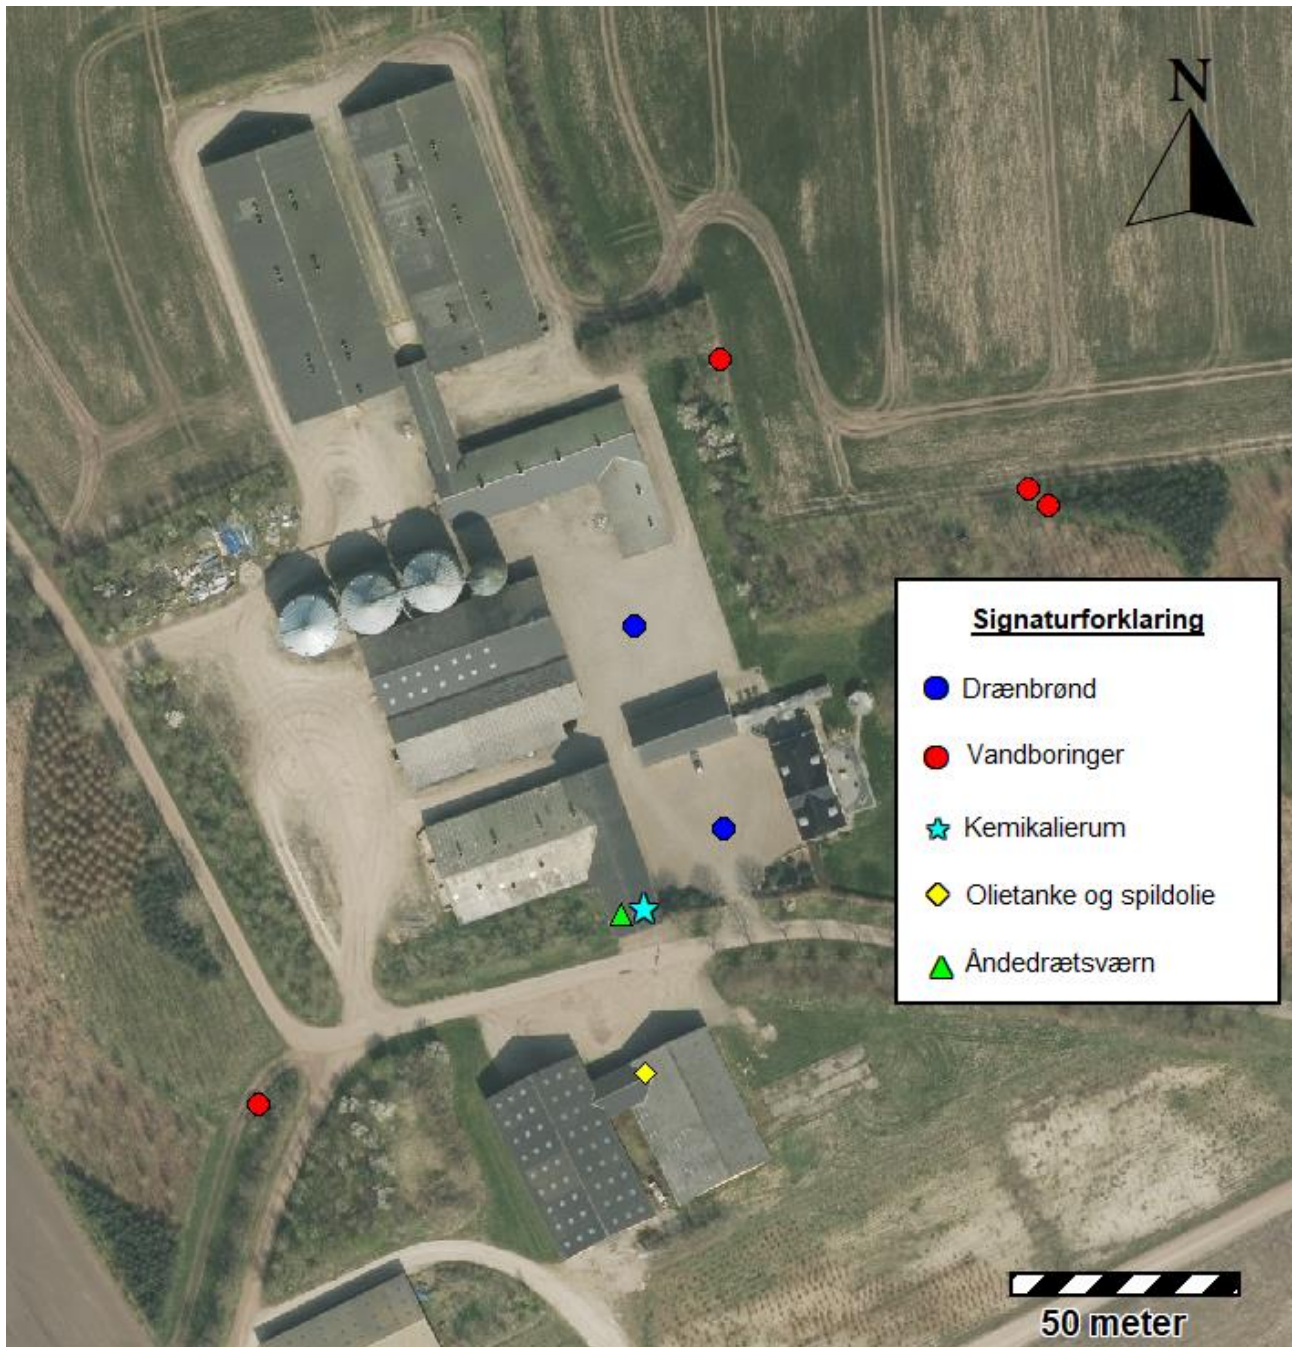 N
Signaturforklaring
Drænbrønd
Vandboringer
Kemikalierum
Olietanke og spildolie
Åndedrætsværn
50 meter